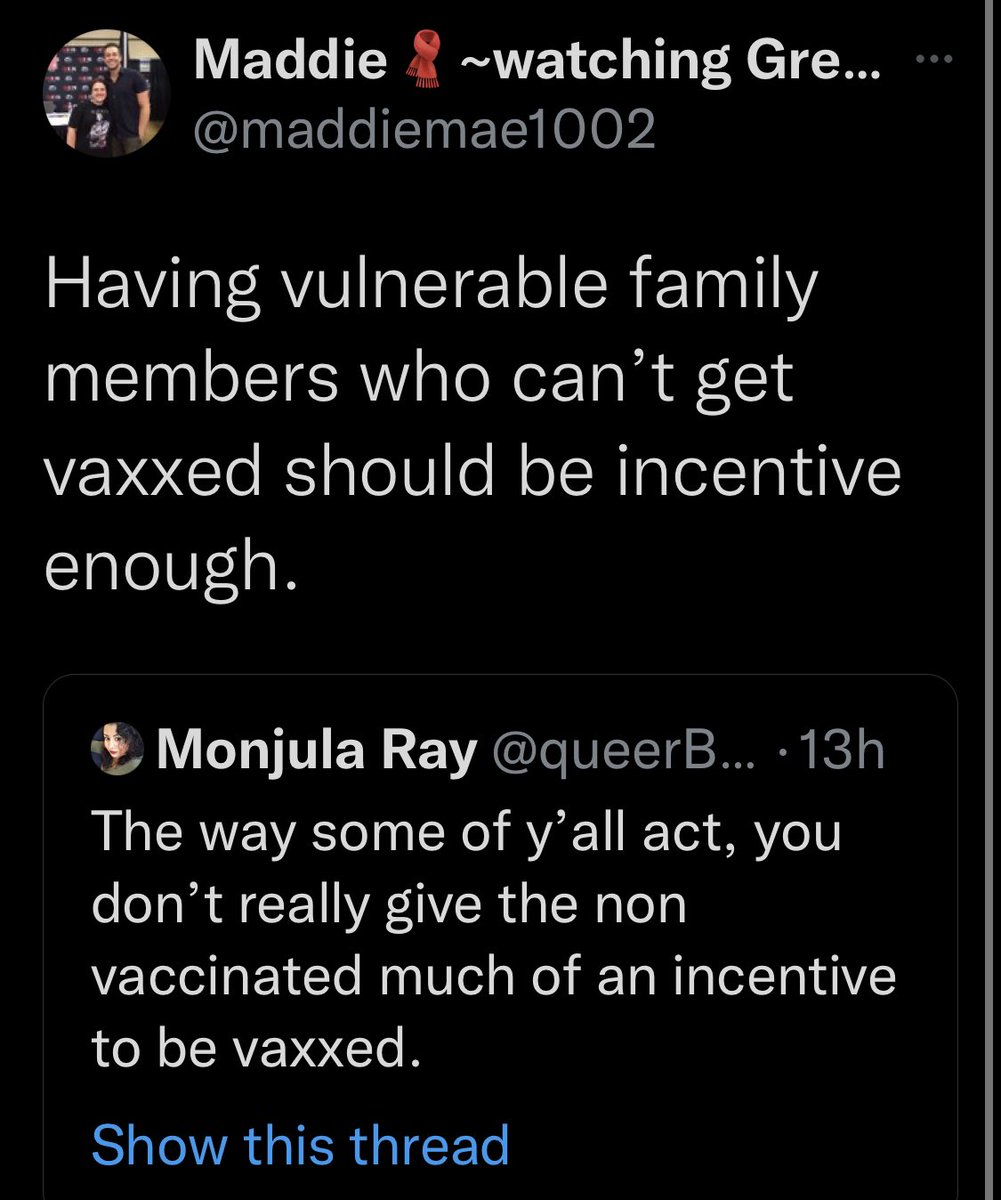 Maddie 🧣 ~watching Gre...
@maddiemae1002
Having vulnerable family
members who can’t get
vaxxed should be incentive
enough.
Monjula Ray @queerB... · 13h
The way some of y’all act, you
don’t really give the non
vaccinated much of an incentive
to be vaxxed.
Show this thread